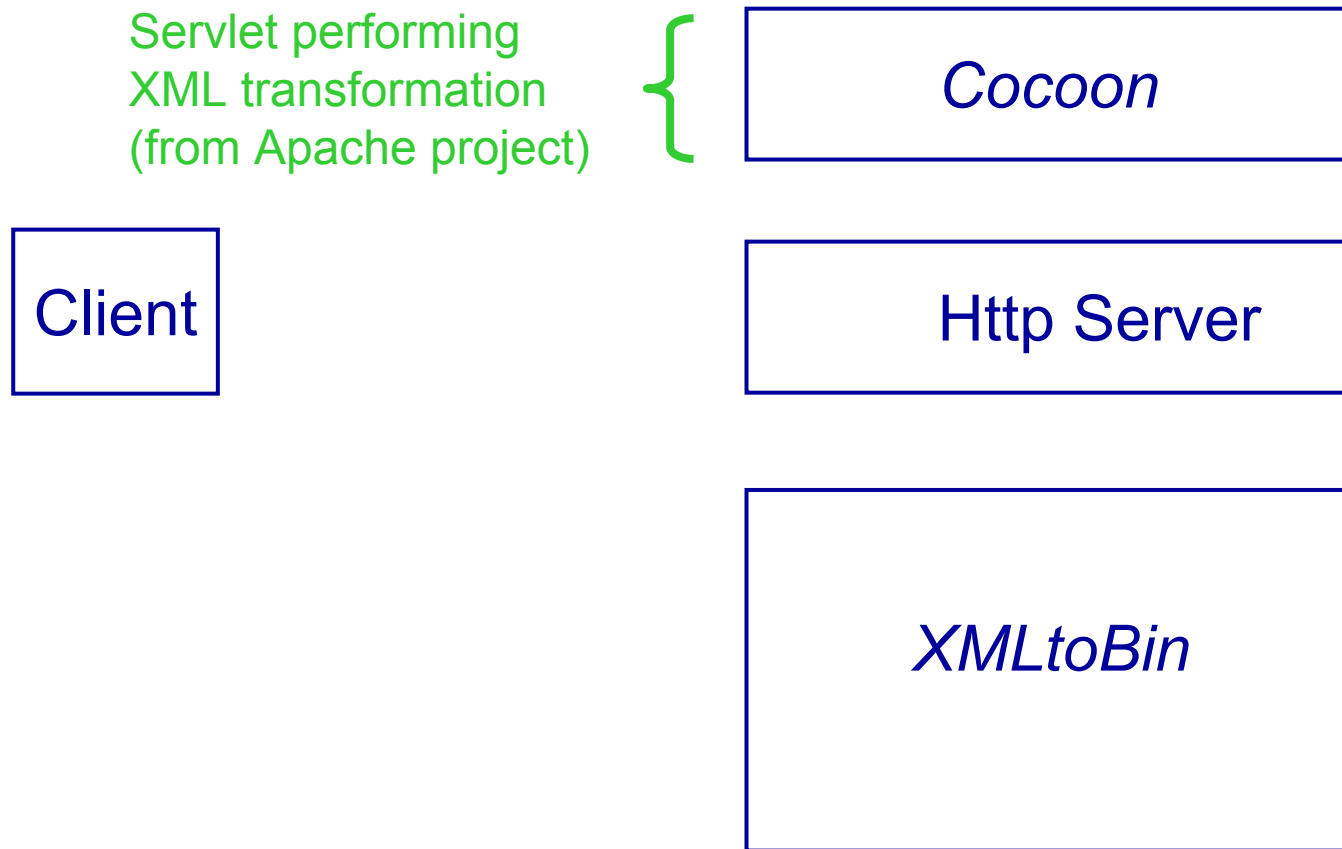 Servlet performing
XML transformation
(from Apache project)
Cocoon
Client
Http Server
XMLtoBin